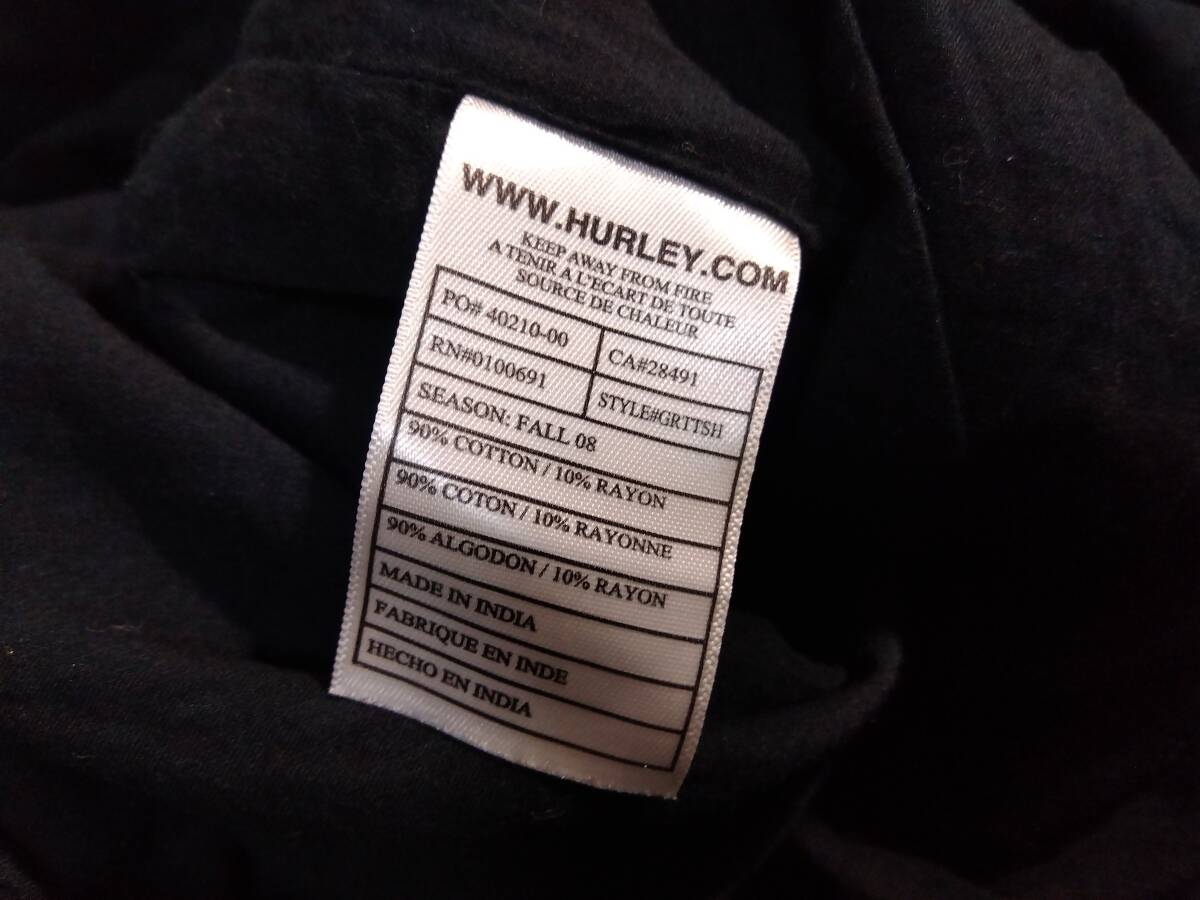 WWW.HURLEY.COM
KEEP AWAY FROM FIRE
A TENIR A L'ECART DE TOUTE
SOURCE DE CHALEUR
PO# 40210-00
CA#28491
RN#0100691
STYLE#GRTTSH
SEASON: FALL 08
90% COTTON / 10% RAYON
90% COTON / 10% RAYONNE
90% ALGODON / 10% RAYON
MADE IN INDIA
FABRIQUE EN INDE
HECHO EN INDIA